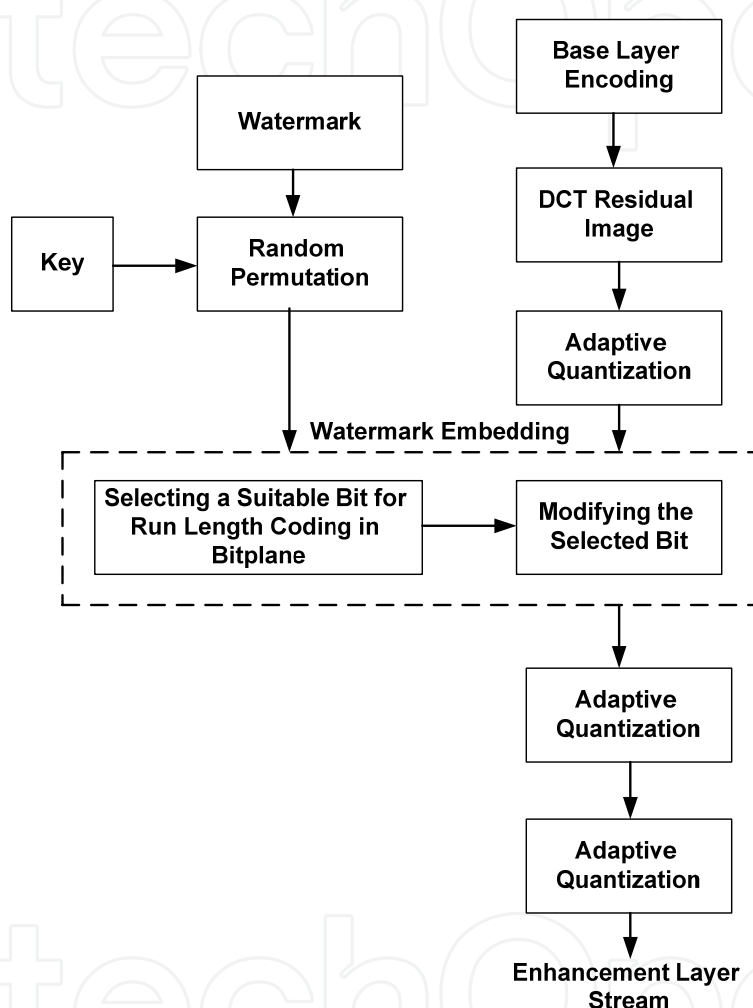 Base Layer
Encoding
Watermark
DCT Residual
Image
Key
Random
Permutation
Adaptive
Quantization
Watermark Embedding
Selecting a Suitable Bit for
Run Length Coding in
Bitplane
Modifying the
Selected Bit
Adaptive
Quantization
Adaptive
Quantization
Enhancement Layer
Stream